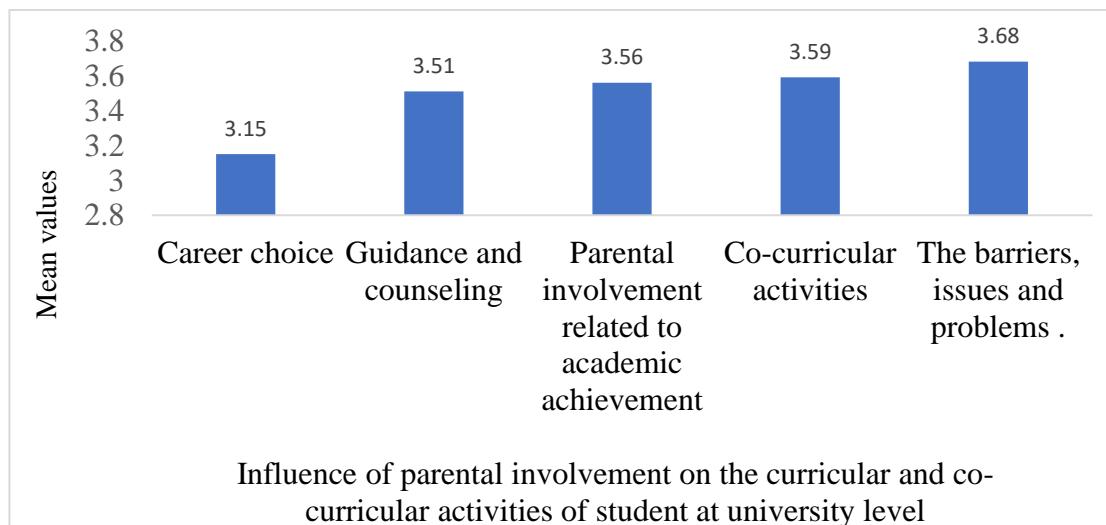 3.8
3.6
3.4
3.2
3
2.8
Mean values
3.15
3.51
3.56
3.59
3.68
Career choice
Guidance and
counseling
Parental
involvement
related to
academic
achievement
Co-curricular
activities
The barriers,
issues and
problems .
Influence of parental involvement on the curricular and co-
curricular activities of student at university level